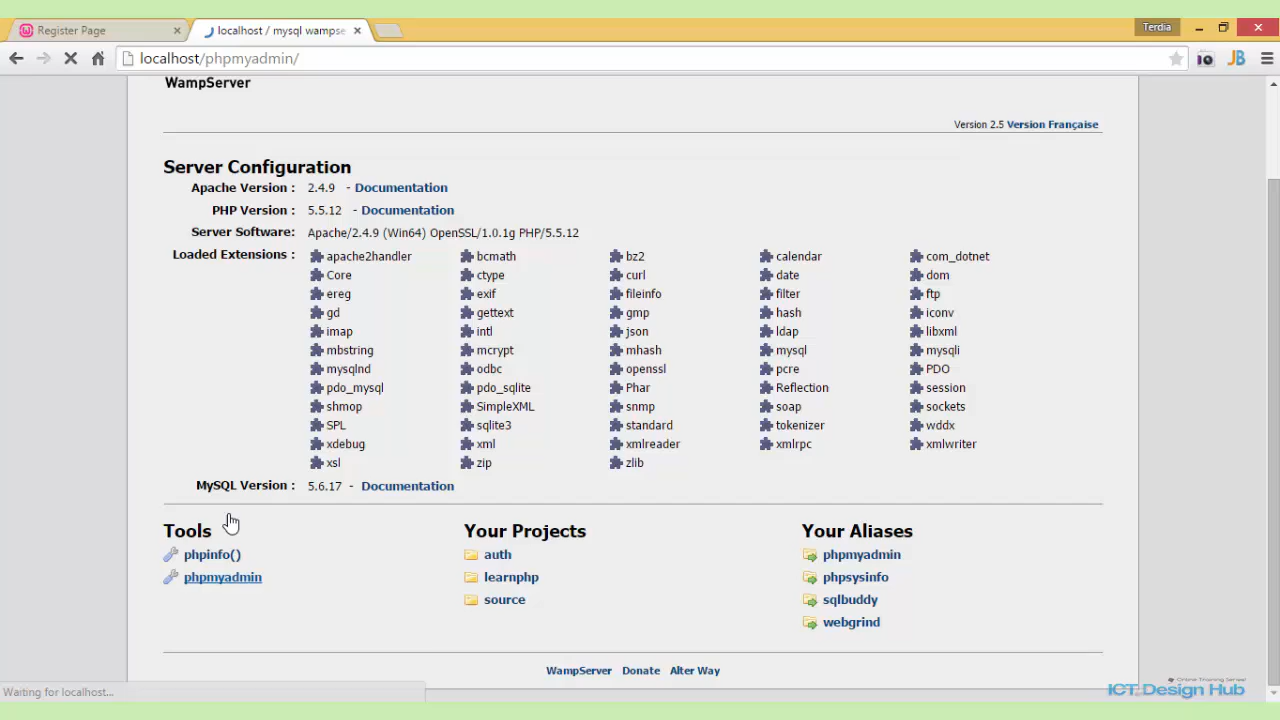 Register Page
localhost / mysql wampse
Terdia
localhost/phpmyadmin/
WampServer
Version 2.5 Version Française
Server Configuration
Apache Version : 2.4.9 - Documentation
PHP Version : 5.5.12 - Documentation
Server Software: Apache/2.4.9 (Win64) OpenSSL/1.0.1g PHP/5.5.12
Loaded Extensions : apache2handler bcmath bz2 calendar com_dotnet
Core ctype curl date dom
ereg exif fileinfo filter ftp
gd gettext gmp hash iconv
imap intl json ldap libxml
mbstring mcrypt mhash mysql mysqli
mysqlnd odbc openssl pcre PDO
pdo_mysql pdo_sqlite Phar Reflection session
shmop SimpleXML snmp soap sockets
SPL sqlite3 standard tokenizer wddx
xdebug xml xmlreader xmlrpc xmlwriter
xsl zip zlib
MySQL Version : 5.6.17 - Documentation
Tools Your Projects Your Aliases
phpinfo() auth phpmyadmin
phpmyadmin learnphp phpsysinfo
source sqlbuddy
webgrind
WampServer Donate Alter Way
Waiting for localhost...
Online Training Server
ICT Design Hub